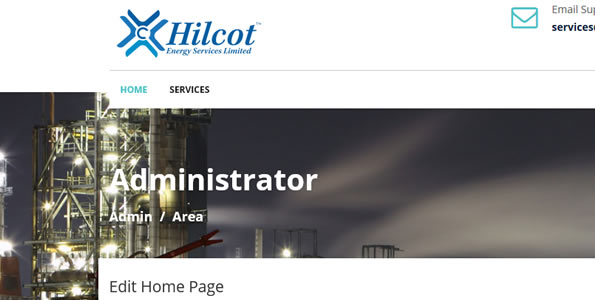 Hilcot™
Energy Services Limited
Email Sup
services
HOME SERVICES
Administrator
Admin / Area
Edit Home Page